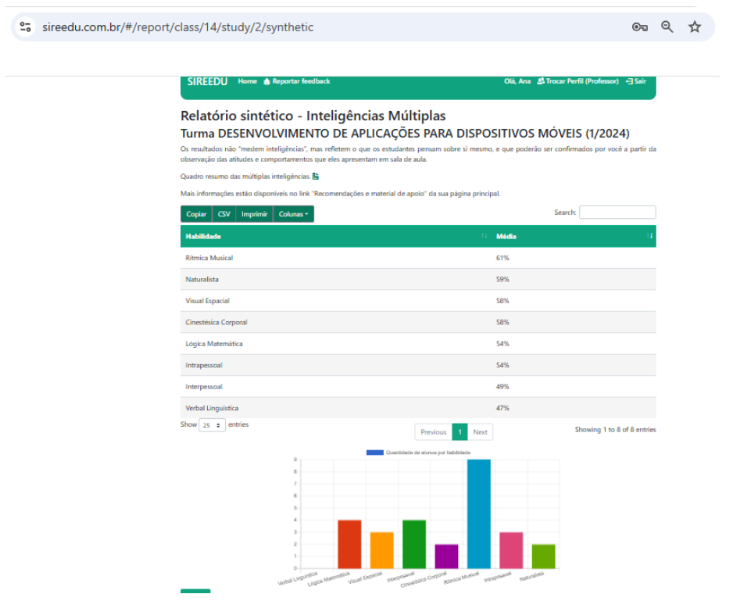 sireedu.com.br/#/report/class/14/study/2/synthetic
SIREEDU Home Reportar feedback Olá, Ana Trocar Perfil (Professor) Sair
Relatório sintético - Inteligências Múltiplas
Turma DESENVOLVIMENTO DE APLICAÇÕES PARA DISPOSITIVOS MÓVEIS (1/2024)
Os resultados não "medem inteligências", mas refletem o que os estudantes pensam sobre si mesmo, e que poderão ser confirmados por você a partir da
observação das atitudes e comportamentos que eles apresentam em sala de aula.
Quadro resumo das múltiplas inteligências.
Mais informações estão disponíveis no link "Recomendações e material de apoio" da sua página principal.
Copiar CSV Imprimir Colunas Search:
Habilidade Média
Rítmica Musical 61%
Naturalista 59%
Visual Espacial 58%
Cinestésica Corporal 58%
Lógica Matemática 54%
Intrapessoal 54%
Interpessoal 49%
Verbal Linguística 47%
Show 25 entries Previous 1 Next Showing 1 to 8 of 8 entries
Quantidade de alunos por habilidade
9
8
7
6
5
4
3
2
1
0
Verbal Linguística Lógica Matemática Visual Espacial Interpessoal Cinestésica Corporal Rítmica Musical Intrapessoal Naturalista